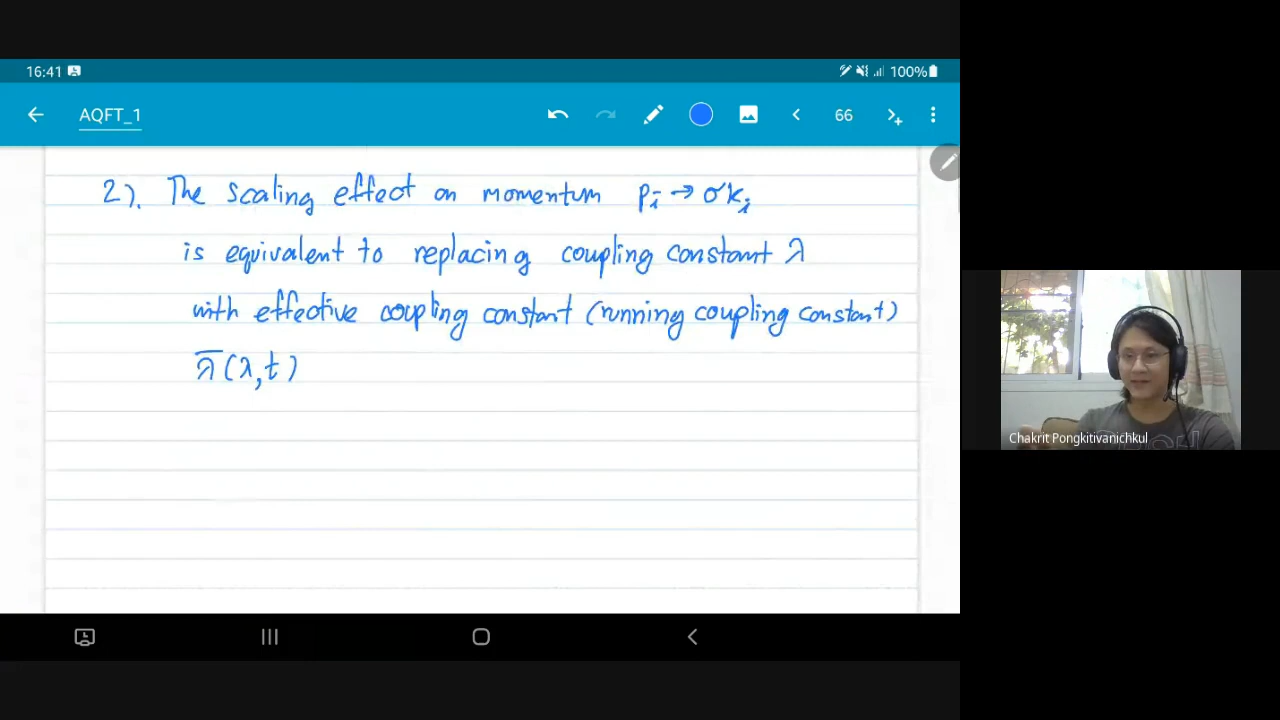 16:41
100%
AQFT_1
66
2). The scaling effect on momentum pᵢ → σkᵢ
is equivalent to replacing coupling constant λ
with effective coupling constant (running coupling constant)
λ̅(λ,t)
Chakrit Pongkitivanichkul